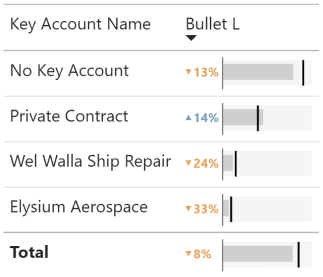 Key Account Name Bullet L
No Key Account ▼13%
Private Contract ▲14%
Wel Walla Ship Repair ▼24%
Elysium Aerospace ▼33%
Total ▼8%